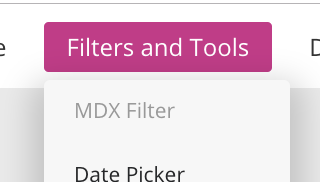 Filters and Tools
MDX Filter
Date Picker